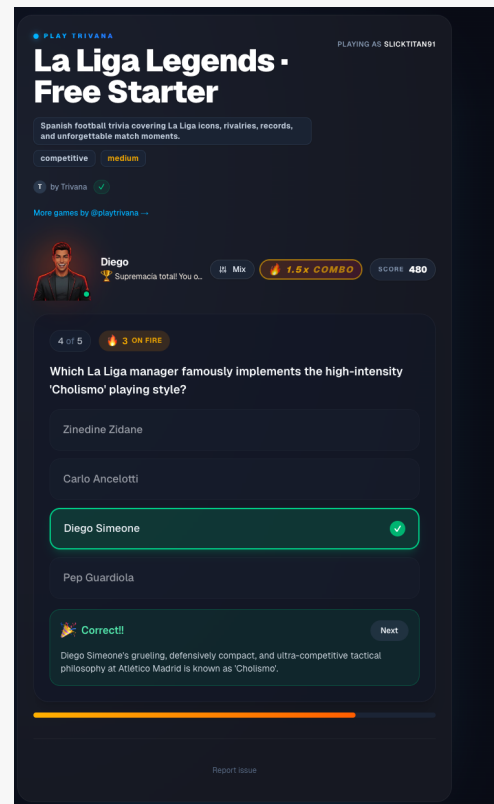 PLAY TRIVANA
PLAYING AS SLICKTITAN91
La Liga Legends ·
Free Starter
Spanish football trivia covering La Liga icons, rivalries, records,
and unforgettable match moments.
competitive medium
T by Trivana
More games by @playtrivana →
Diego
🏆 Supremacia total! You o...
Mix
🔥 1.5x COMBO
SCORE 480
4 of 5
🔥 3 ON FIRE
Which La Liga manager famously implements the high-intensity
'Cholismo' playing style?
Zinedine Zidane
Carlo Ancelotti
Diego Simeone
Pep Guardiola
🎉 Correct!!
Next
Diego Simeone's grueling, defensively compact, and ultra-competitive tactical
philosophy at Atlético Madrid is known as 'Cholismo'.
Report issue